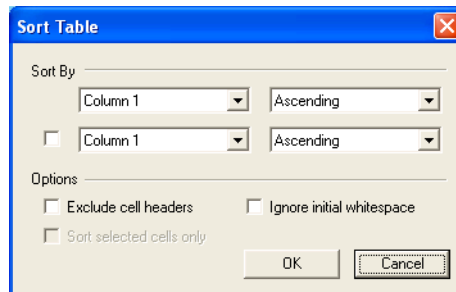 Sort Table
Sort By
Column 1 Ascending
Column 1 Ascending
Options
Exclude cell headers Ignore initial whitespace
Sort selected cells only
OK Cancel